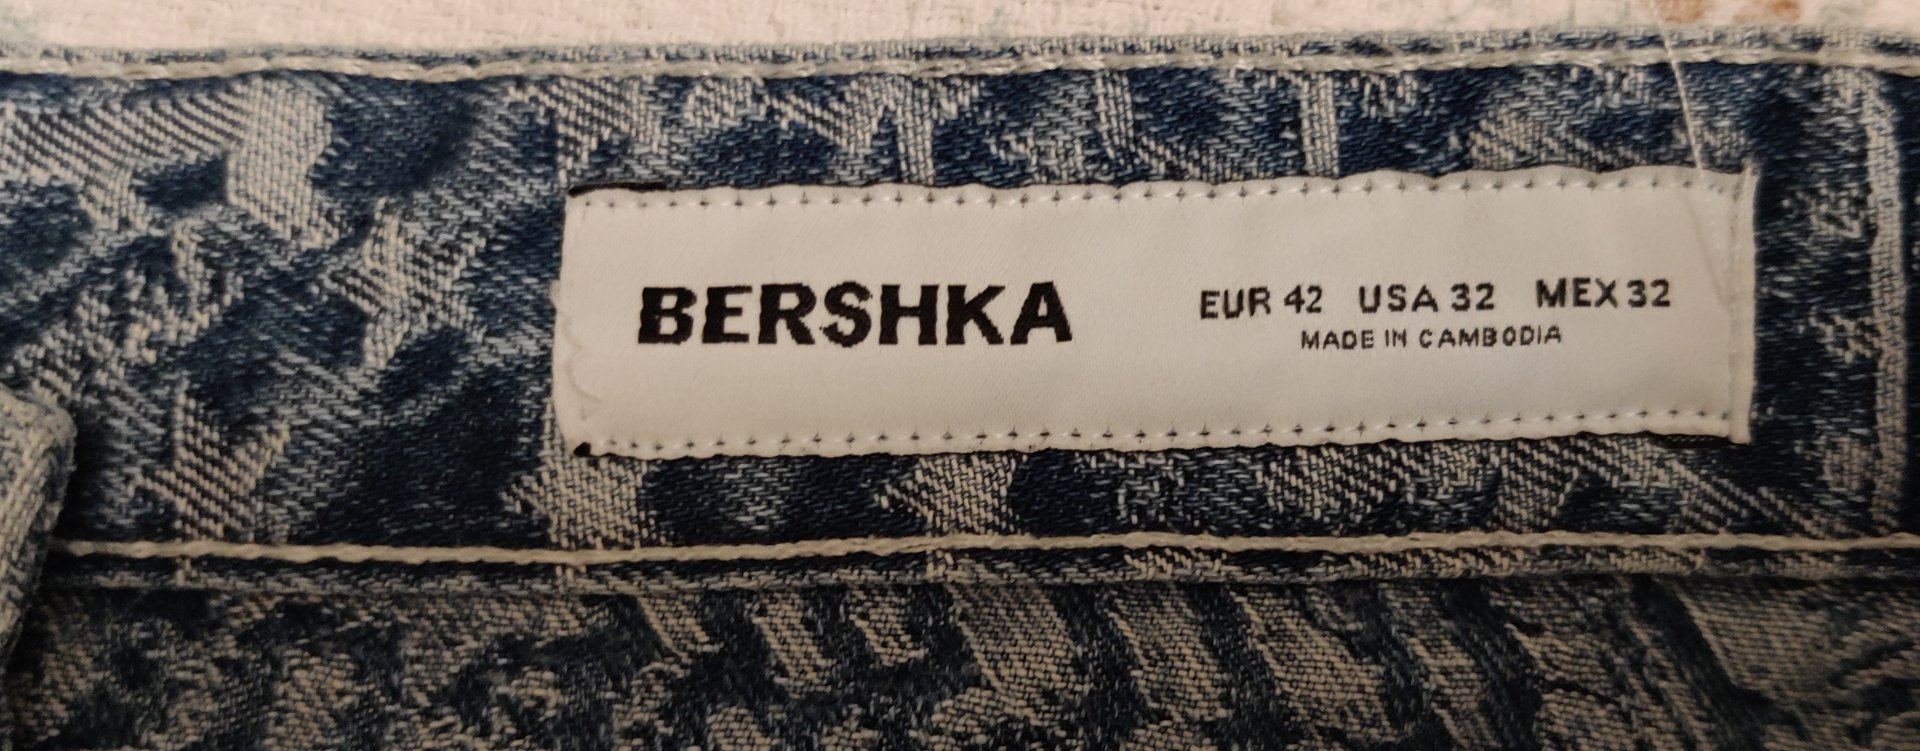 BERSHKA
EUR 42 USA 32 MEX 32
MADE IN CAMBODIA